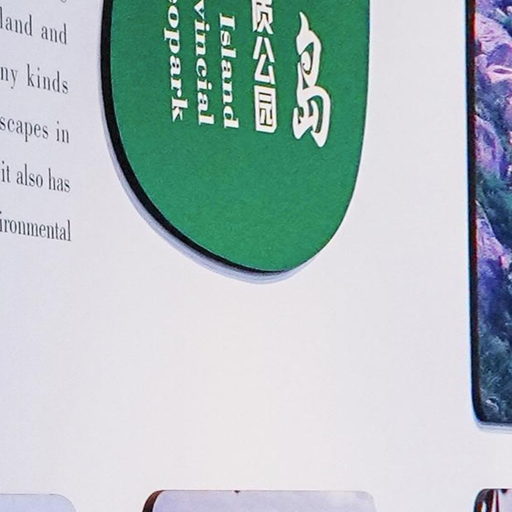 land and
ny kinds
scapes in
it also has
ironmental
岛
质公园
Island
vincial
eopark